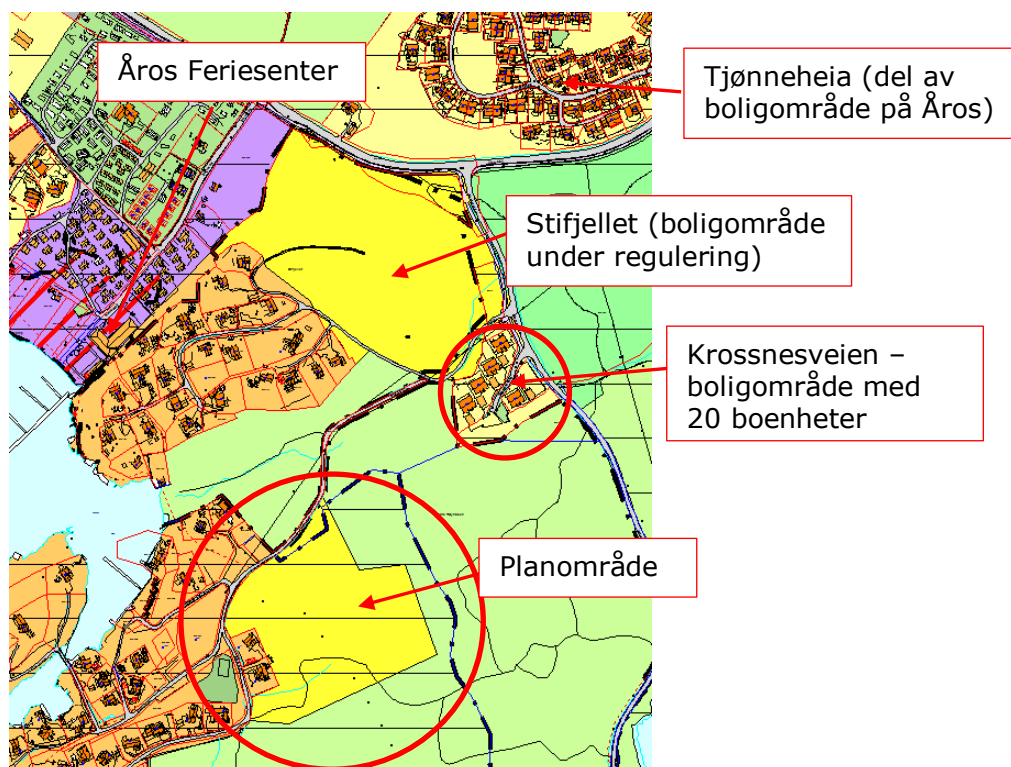 Åros Feriesenter
Tjønneheia (del av
boligområde på Åros)
Stifjellet (boligområde
under regulering)
Krossnesveien –
boligområde med
20 boenheter
Planområde